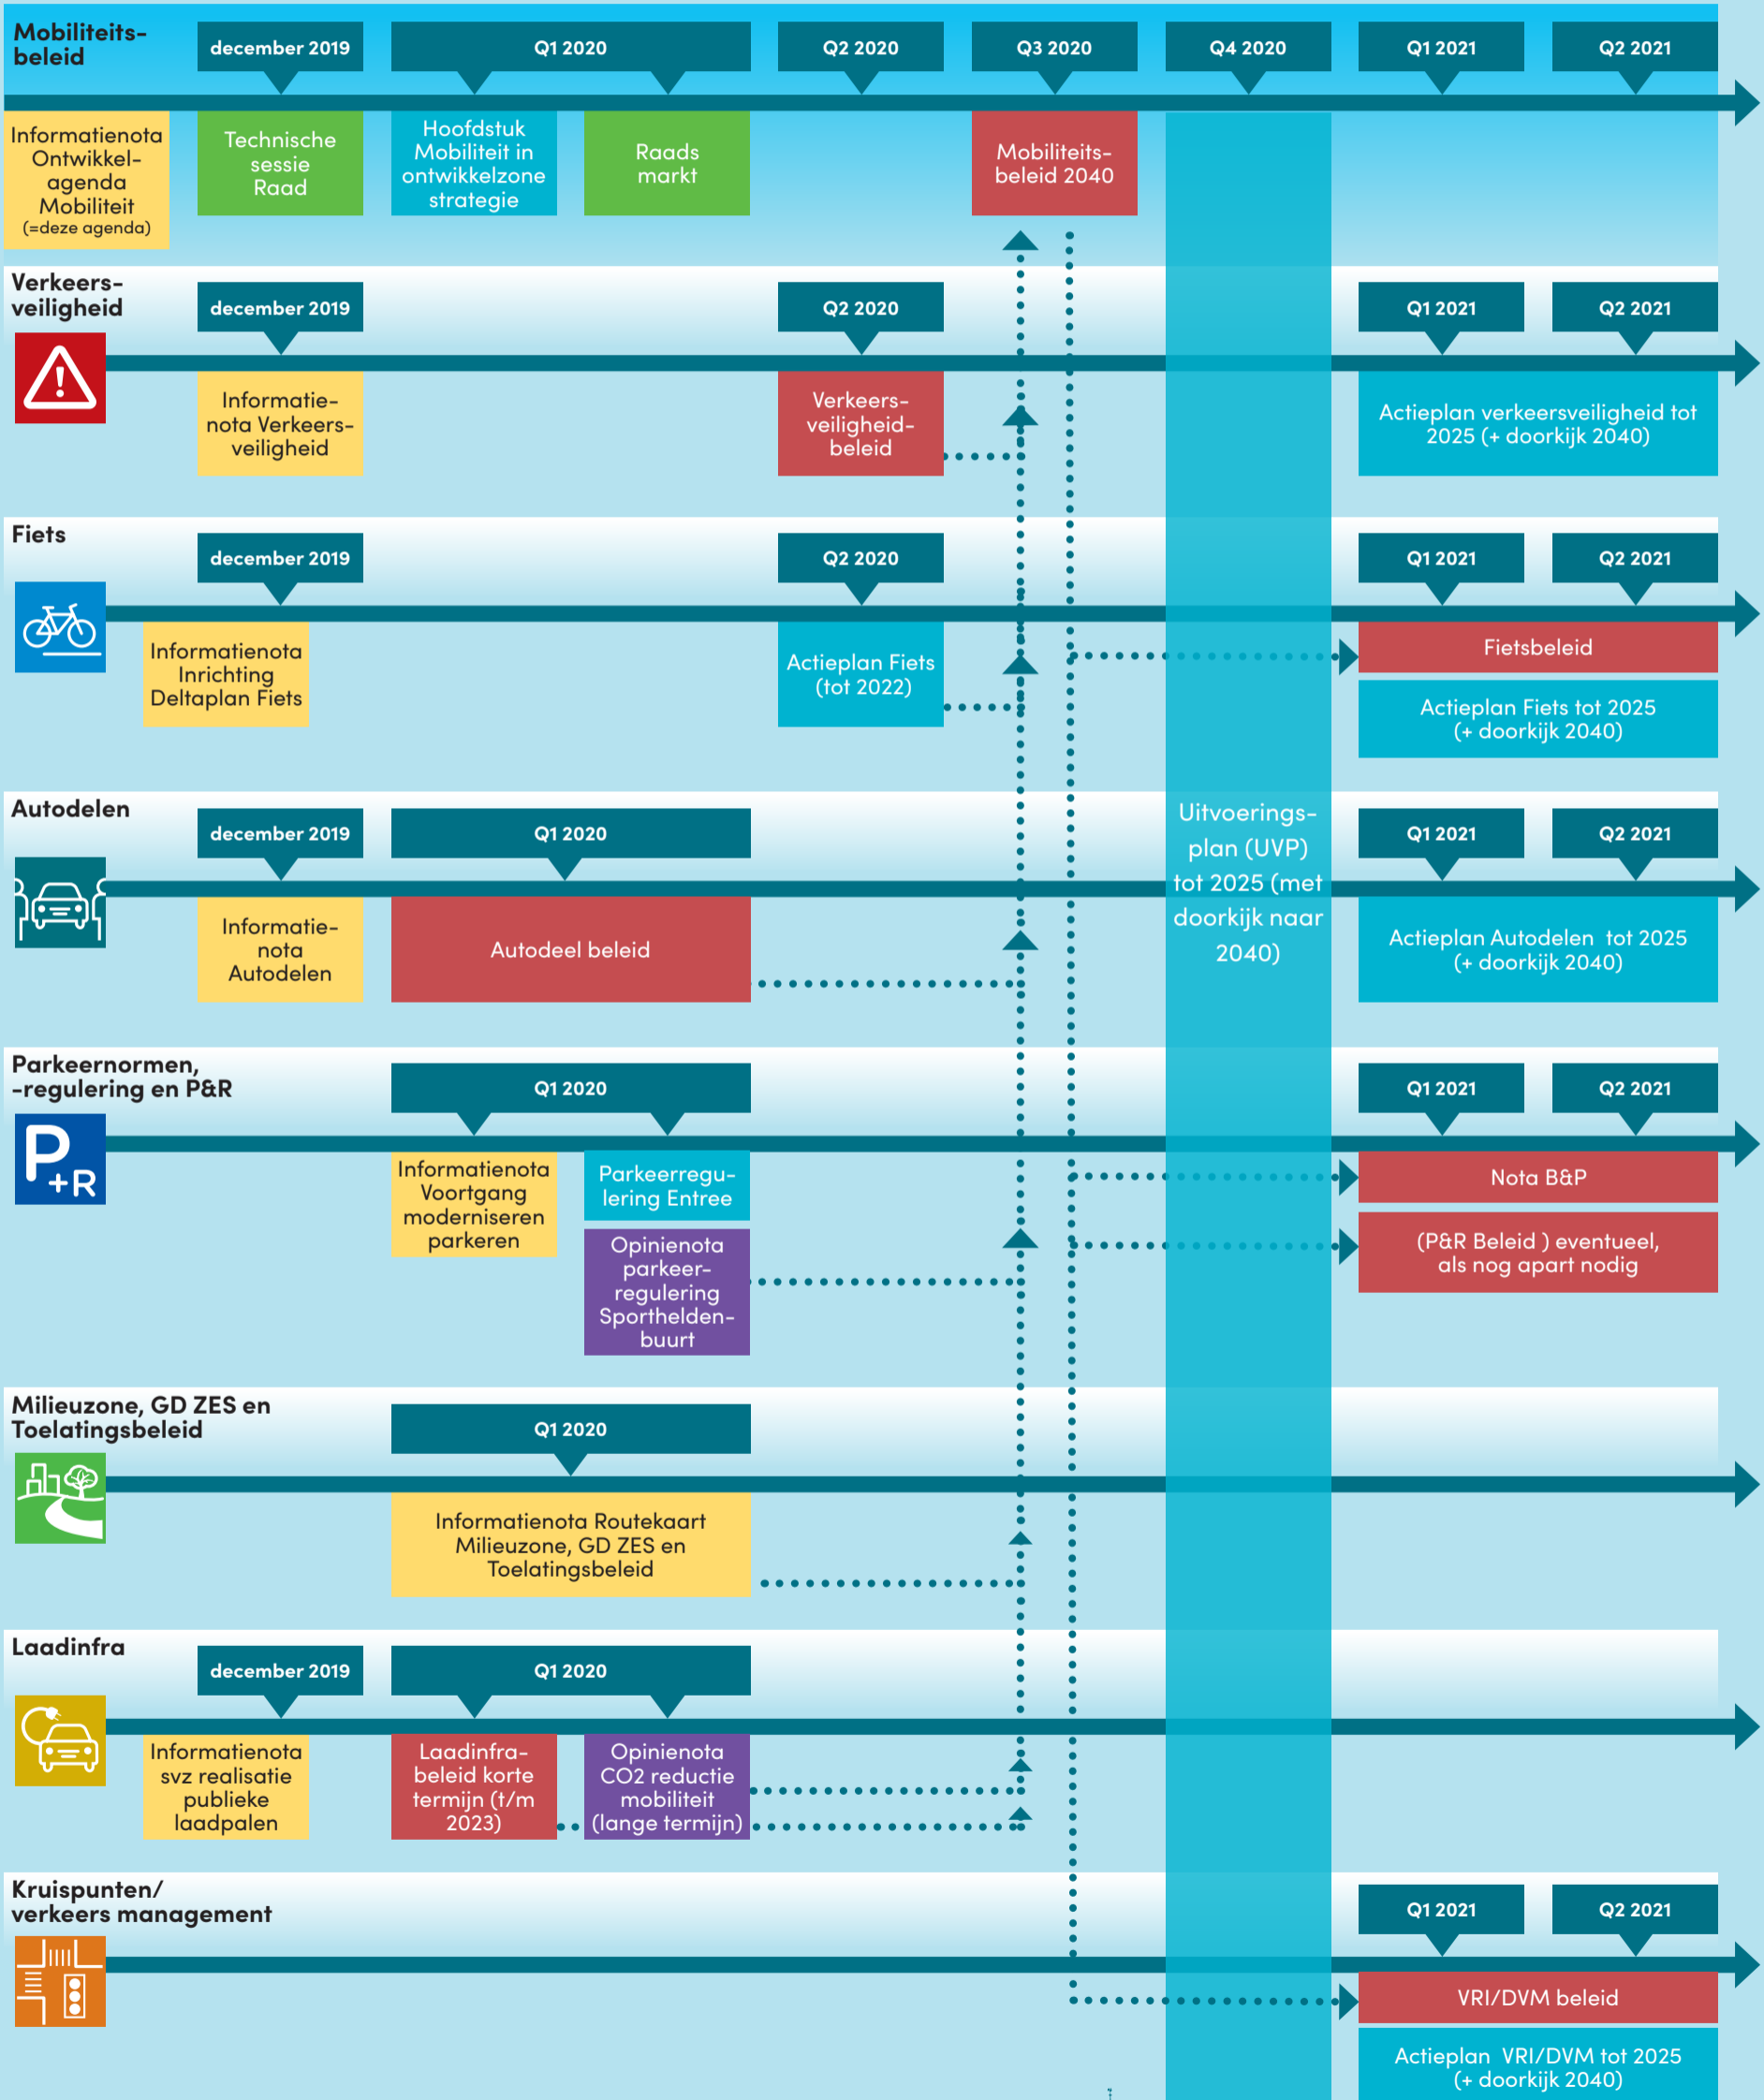 Mobiliteits-
beleid
december 2019
Q1 2020
Q2 2020
Q3 2020
Q4 2020
Q1 2021
Q2 2021
Informatienota
Ontwikkel-
agenda
Mobiliteit
(=deze agenda)
Technische
sessie
Raad
Hoofdstuk
Mobiliteit in
ontwikkelzone
strategie
Raads
markt
Mobiliteits-
beleid 2040
Verkeers-
veiligheid
december 2019
Q2 2020
Q1 2021
Q2 2021
Informatie-
nota Verkeers-
veiligheid
Verkeers-
veiligheid-
beleid
Actieplan verkeersveiligheid tot
2025 (+ doorkijk 2040)
Fiets
december 2019
Q2 2020
Q1 2021
Q2 2021
Informatienota
Inrichting
Deltaplan Fiets
Actieplan Fiets
(tot 2022)
Fietsbeleid
Actieplan Fiets tot 2025
(+ doorkijk 2040)
Autodelen
december 2019
Q1 2020
Uitvoerings-
plan (UVP)
tot 2025 (met
doorkijk naar
2040)
Q1 2021
Q2 2021
Informatie-
nota
Autodelen
Autodeel beleid
Actieplan Autodelen tot 2025
(+ doorkijk 2040)
Parkeernormen,
-regulering en P&R
P
+R
Q1 2020
Q1 2021
Q2 2021
Informatienota
Voortgang
moderniseren
parkeren
Parkeerregu-
lering Entree
Opinienota
parkeer-
regulering
Sporthelden-
buurt
Nota B&P
(P&R Beleid ) eventueel,
als nog apart nodig
Milieuzone, GD ZES en
Toelatingsbeleid
Q1 2020
Informatienota Routekaart
Milieuzone, GD ZES en
Toelatingsbeleid
Laadinfra
december 2019
Q1 2020
Informatienota
svz realisatie
publieke
laadpalen
Laadinfra-
beleid korte
termijn (t/m
2023)
Opinienota
CO2 reductie
mobiliteit
(lange termijn)
Kruispunten/
verkeers management
Q1 2021
Q2 2021
VRI/DVM beleid
Actieplan VRI/DVM tot 2025
(+ doorkijk 2040)